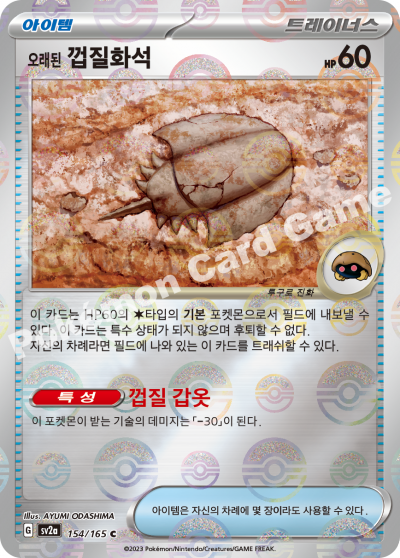 아이템 트레이너스
오래된 껍질화석 HP 60
투구로 진화
이 카드는 HP60의 무타입의 기본 포켓몬으로서 필드에 내보낼 수
있다. 이 카드는 특수 상태가 되지 않으며 후퇴할 수 없다.
자신의 차례라면 필드에 나와 있는 이 카드를 트래쉬할 수 있다.
특성 껍질 갑옷
이 포켓몬이 받는 기술의 데미지는 「-30」이 된다.
Illus. AYUMI ODASHIMA
G sv2a 154/165 C
아이템은 자신의 차례에 몇 장이라도 사용할 수 있다.
©2023 Pokémon/Nintendo/Creatures/GAME FREAK.
Pokémon Card Game